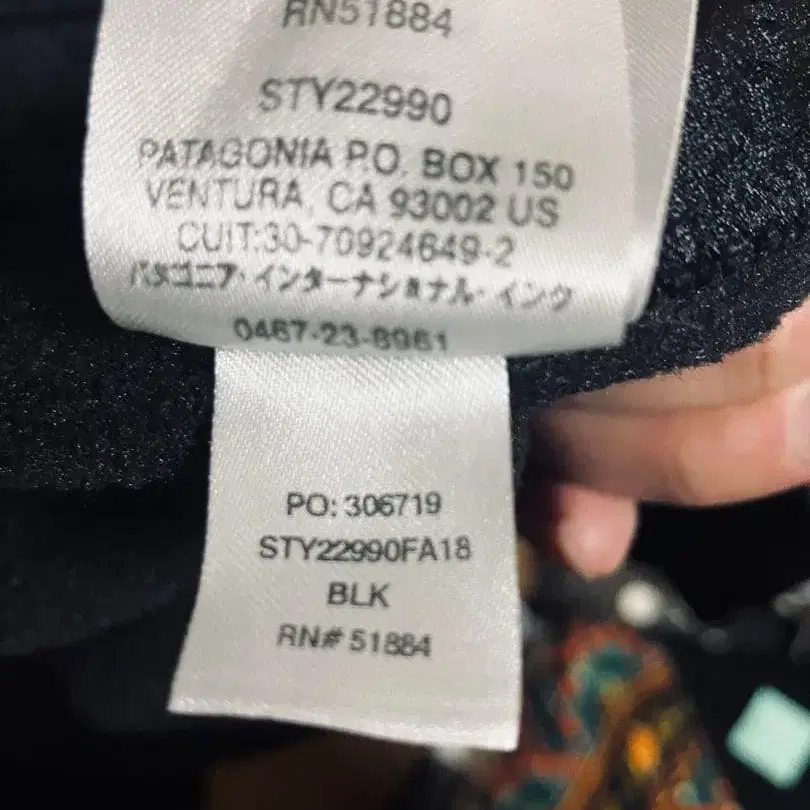 RN51884
STY22990
PATAGONIA P.O. BOX 150
VENTURA, CA 93002 US
CUIT:30-70924649-2
パタゴニア・インターナショナル・インク
0467-23-8961
PO: 306719
STY22990FA18
BLK
RN# 51884